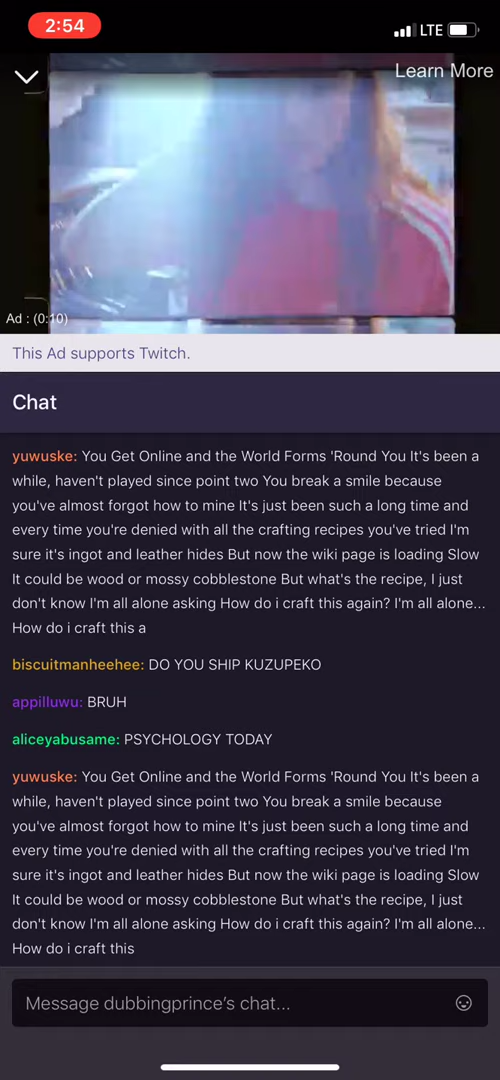 2:54
LTE
Learn More
Ad : (0:10)
This Ad supports Twitch.
Chat
yuwuske: You Get Online and the World Forms 'Round You It's been a
while, haven't played since point two You break a smile because
you've almost forgot how to mine It's just been such a long time and
every time you're denied with all the crafting recipes you've tried I'm
sure it's ingot and leather hides But now the wiki page is loading Slow
It could be wood or mossy cobblestone But what's the recipe, I just
don't know I'm all alone asking How do i craft this again? I'm all alone...
How do i craft this a
biscuitmanheehee: DO YOU SHIP KUZUPEKO
appilluwu: BRUH
aliceyabusame: PSYCHOLOGY TODAY
yuwuske: You Get Online and the World Forms 'Round You It's been a
while, haven't played since point two You break a smile because
you've almost forgot how to mine It's just been such a long time and
every time you're denied with all the crafting recipes you've tried I'm
sure it's ingot and leather hides But now the wiki page is loading Slow
It could be wood or mossy cobblestone But what's the recipe, I just
don't know I'm all alone asking How do i craft this again? I'm all alone...
How do i craft this
Message dubbingprince's chat...